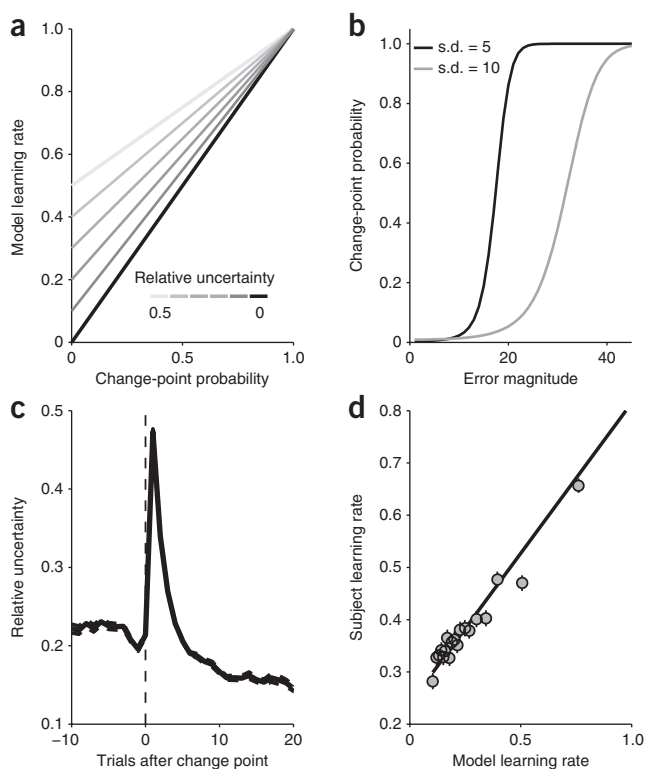 a
Model learning rate
1.0
0.8
0.6
0.4
0.2
0
Relative uncertainty
0.5 0
0 0.5 1.0
Change-point probability
b
Change-point probability
1.0
0.8
0.6
0.4
0.2
0
s.d. = 5
s.d. = 10
0 20 40
Error magnitude
c
Relative uncertainty
0.5
0.4
0.3
0.2
0.1
–10 0 10 20
Trials after change point
d
Subject learning rate
0.8
0.7
0.6
0.5
0.4
0.3
0.2
0 0.5 1.0
Model learning rate